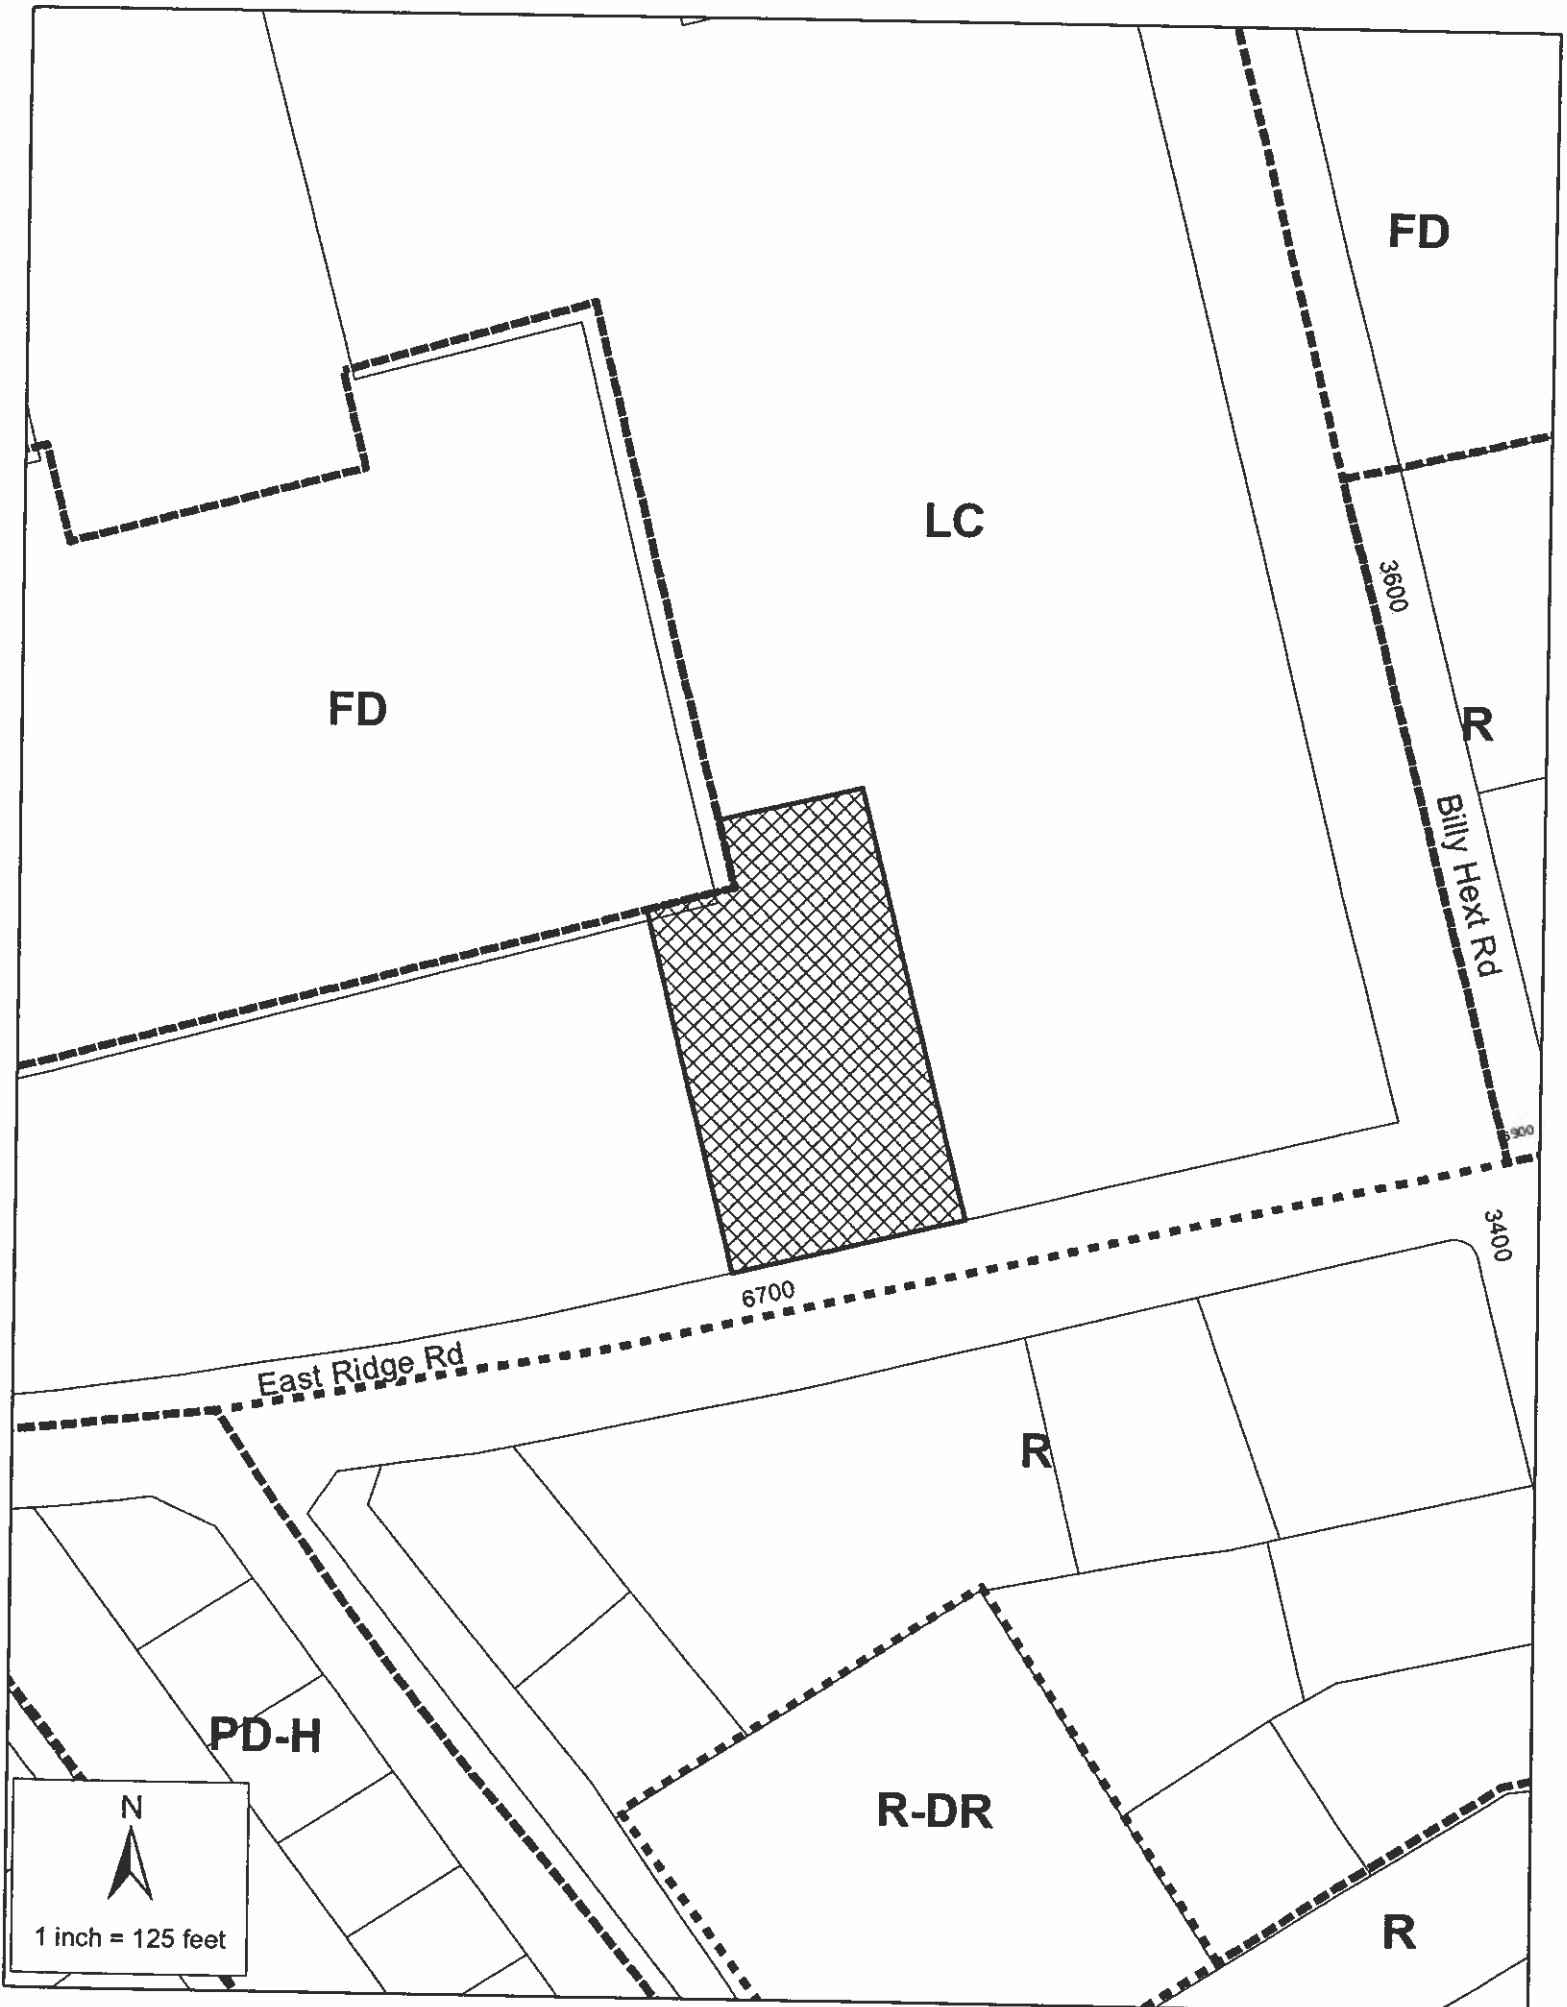 FD
LC
3600
FD
R
Billy Hext Rd
3400
6700
East Ridge Rd
R
PD-H
R-DR
N
1 inch = 125 feet
R